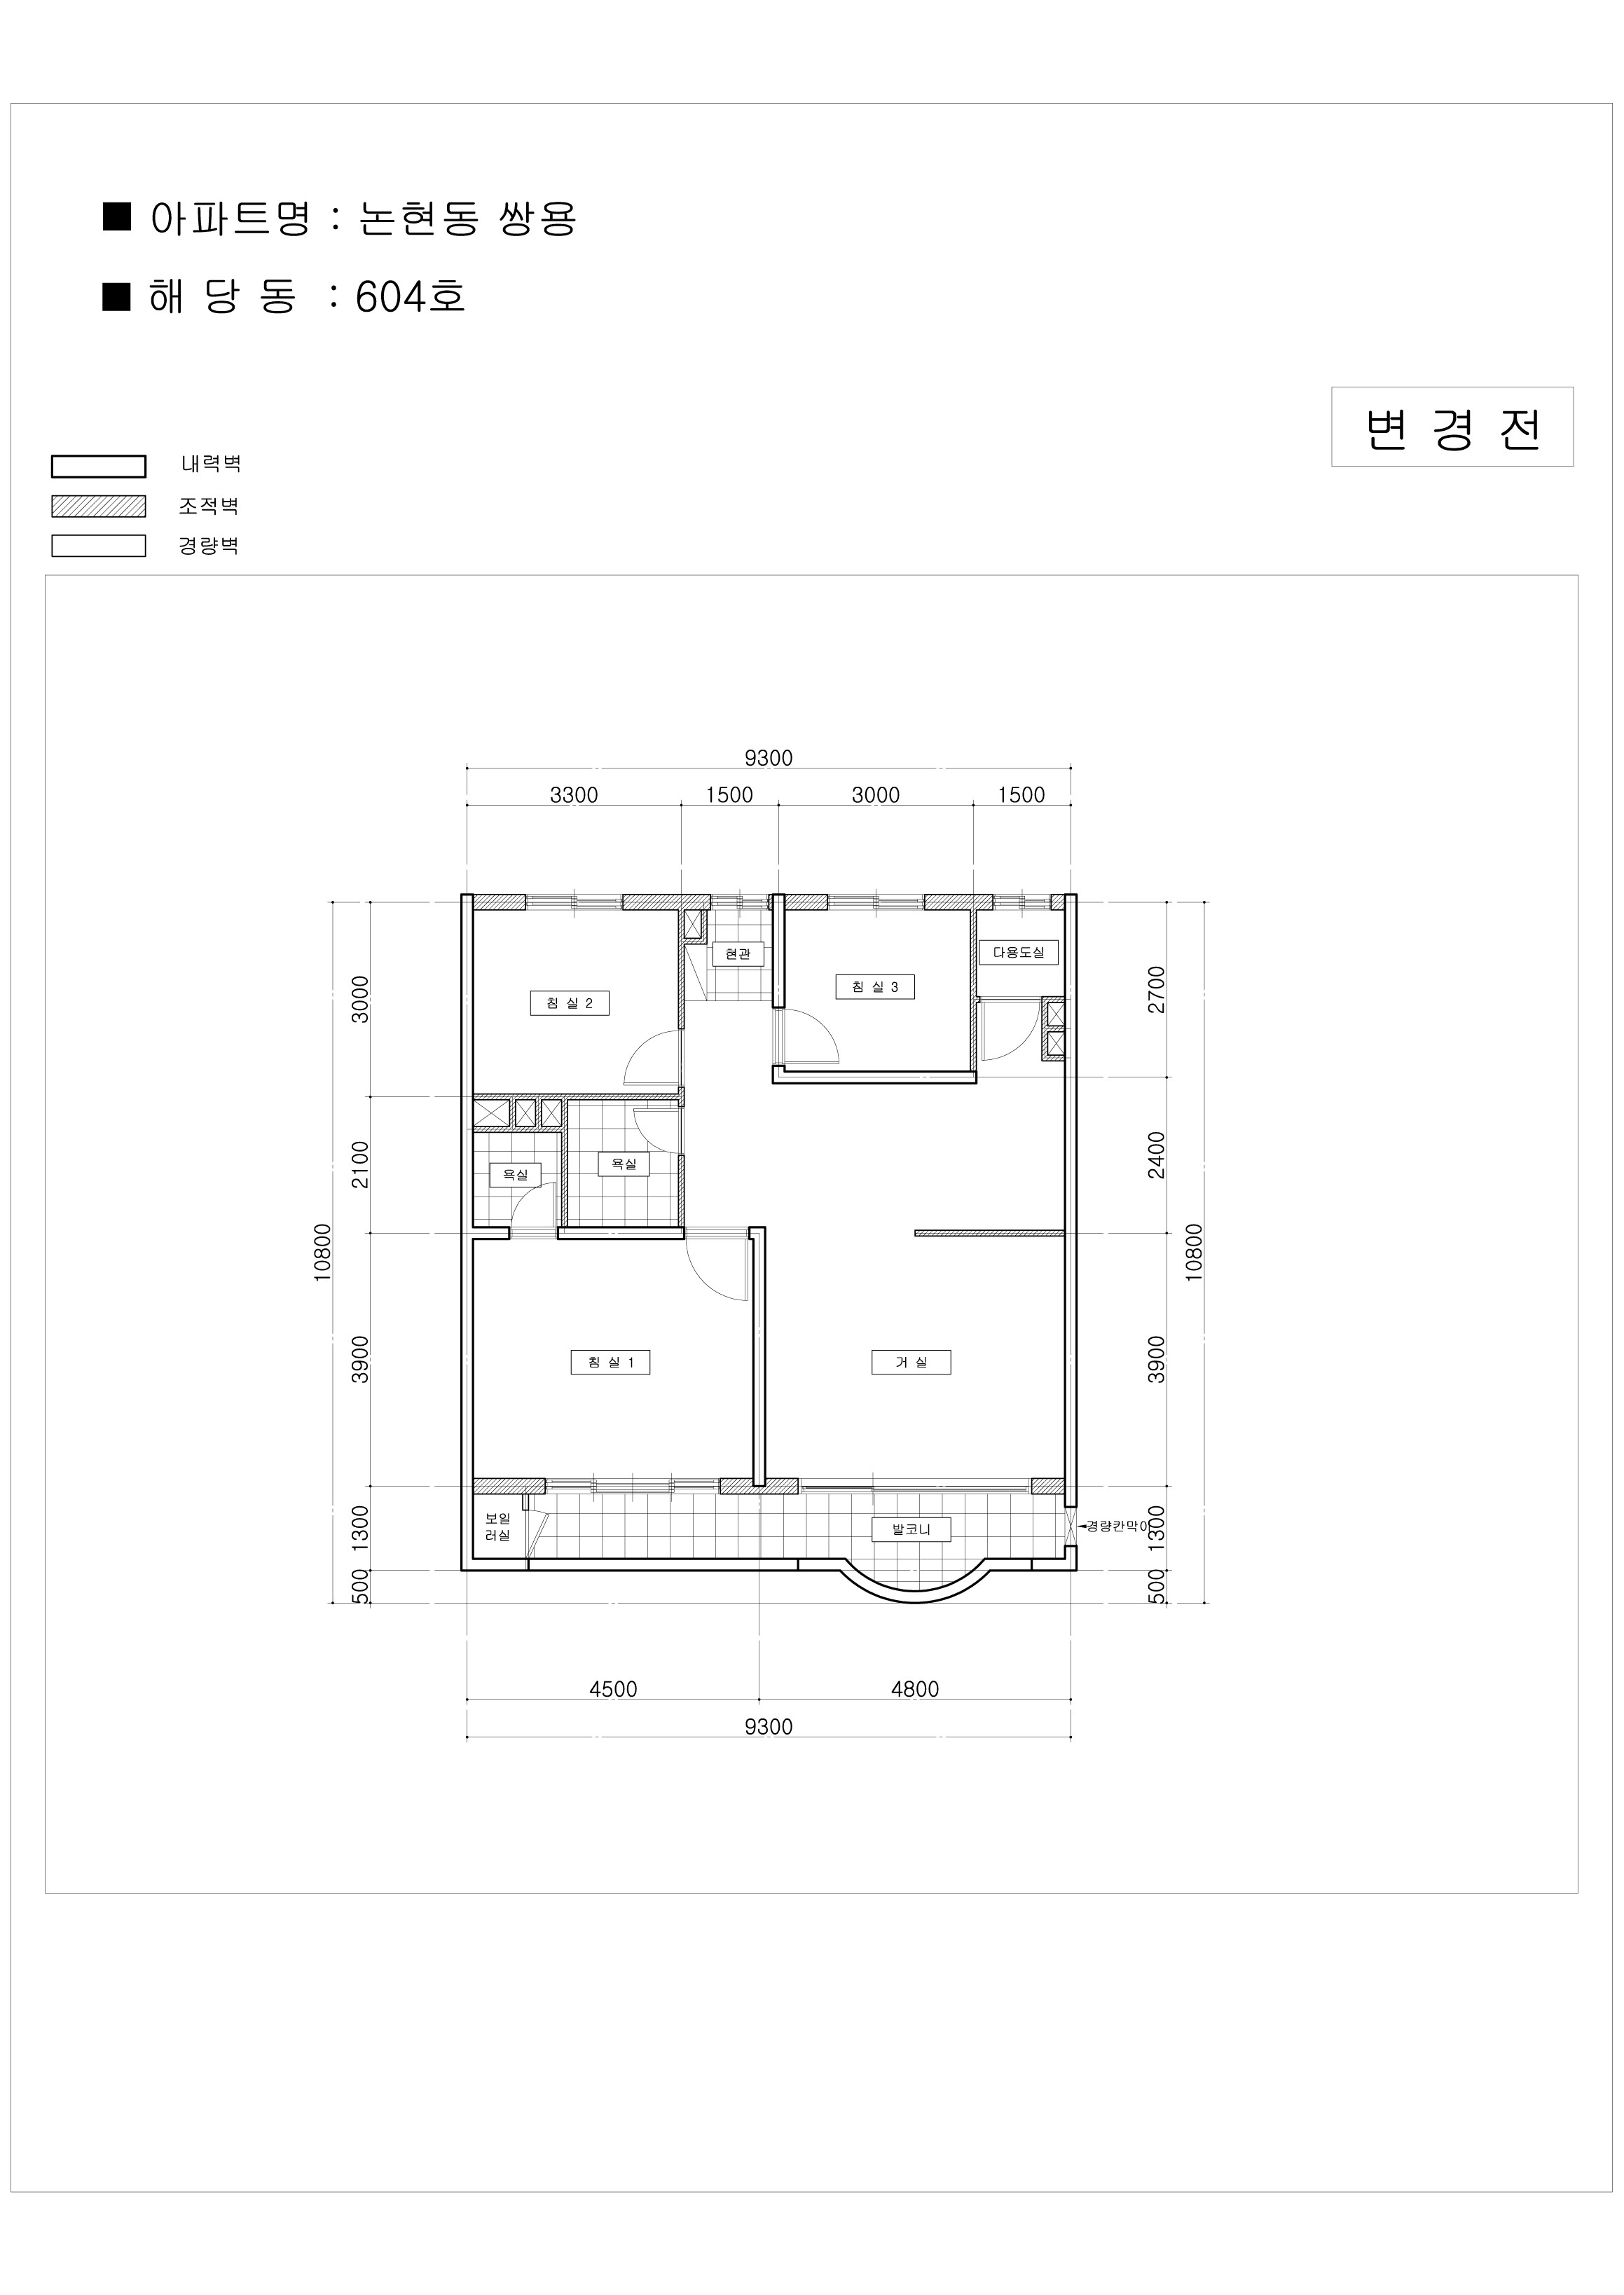 ■ 아파트명 : 논현동 쌍용
■ 해 당 동 : 604호
변 경 전
내력벽
조적벽
경량벽
9300
3300 1500 3000 1500
현관
다용도실
침 실 3
침 실 2
3000
2700
욕실
욕실
2100
2400
10800
10800
침 실 1
거 실
3900
3900
보일
러실
발코니
경량칸막이
1300
1300
500
500
4500 4800
9300